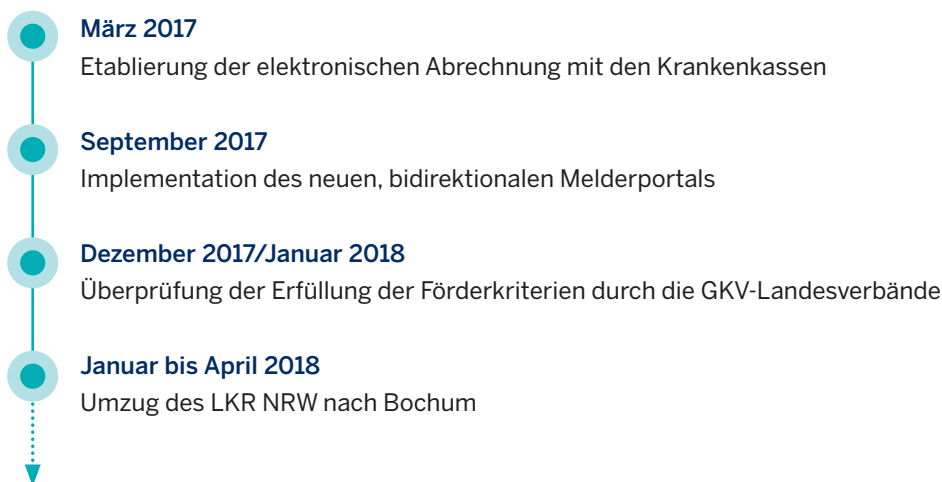 März 2017
Etablierung der elektronischen Abrechnung mit den Krankenkassen
September 2017
Implementation des neuen, bidirektionalen Melderportals
Dezember 2017/Januar 2018
Überprüfung der Erfüllung der Förderkriterien durch die GKV-Landesverbände
Januar bis April 2018
Umzug des LKR NRW nach Bochum